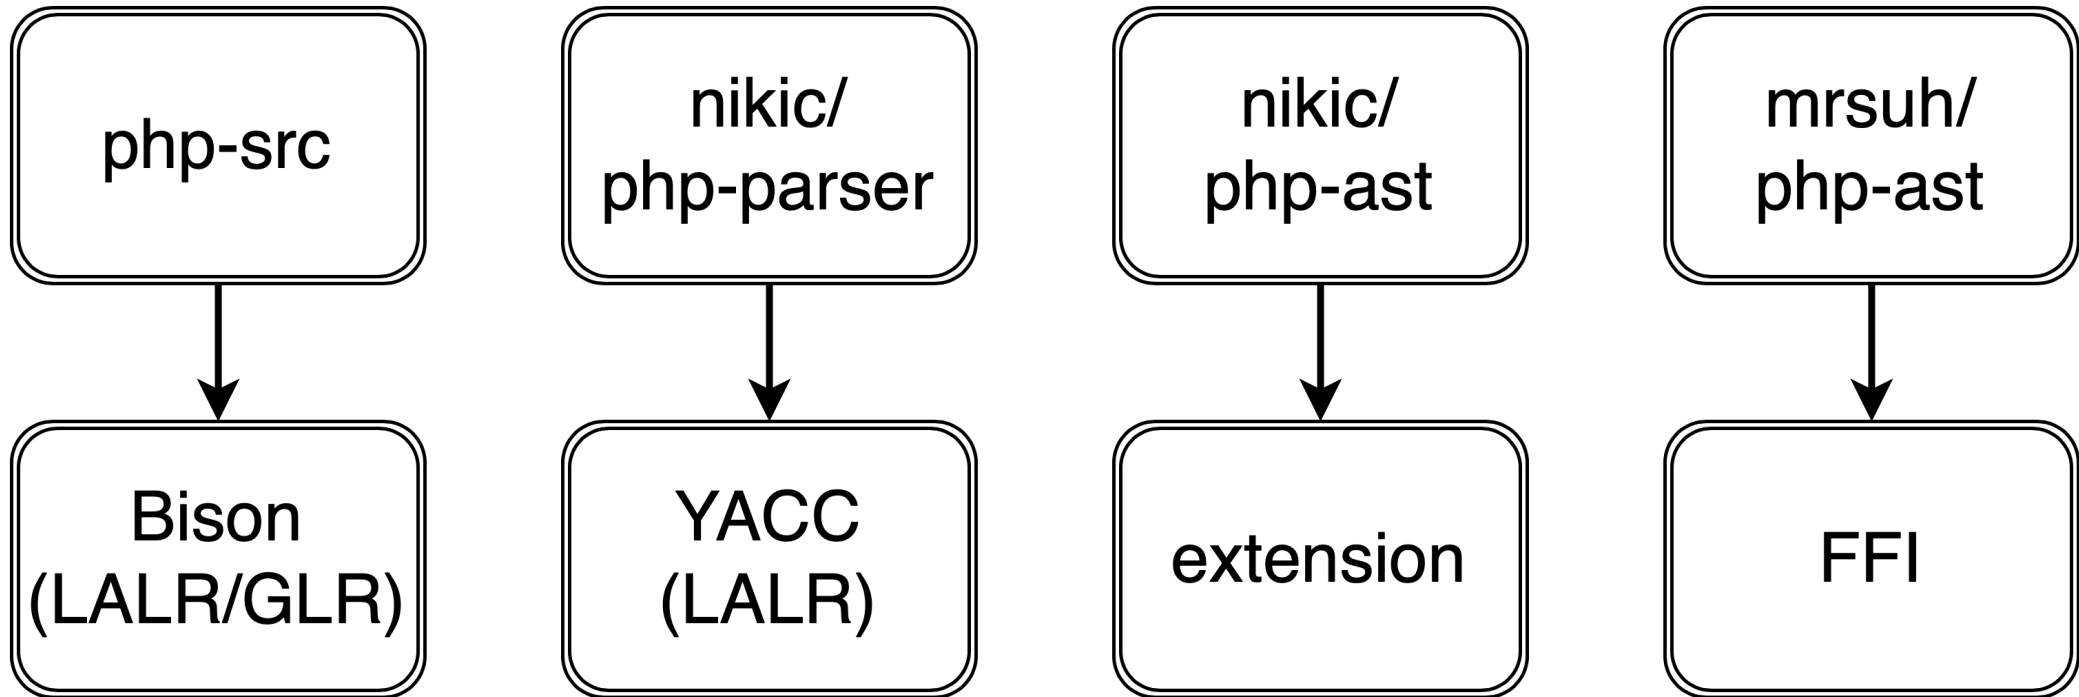 php-src
nikic/
php-parser
nikic/
php-ast
mrsuh/
php-ast
Bison
(LALR/GLR)
YACC
(LALR)
extension
FFI